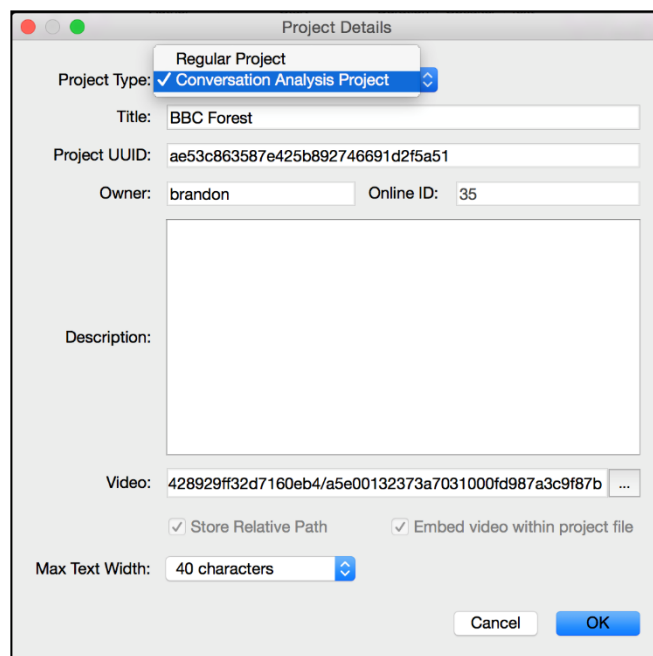 Project Details
Regular Project
Project Type: ✓ Conversation Analysis Project
Title: BBC Forest
Project UUID: ae53c863587e425b892746691d2f5a51
Owner: brandon Online ID: 35
Description:
Video: 428929ff32d7160eb4/a5e00132373a7031000fd987a3c9f87b ...
Store Relative Path Embed video within project file
Max Text Width: 40 characters
Cancel OK